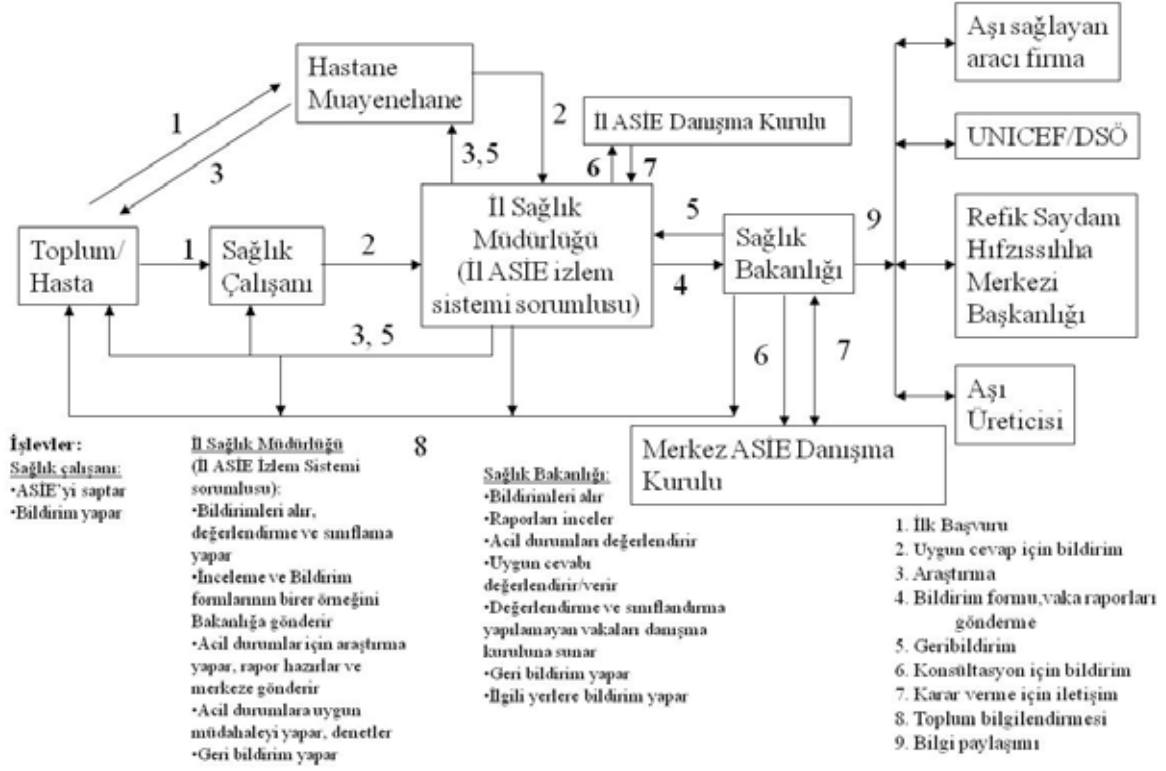 Aşı sağlayan
aracı firma
Hastane
Muayenehane
1
2
İl ASİE Danışma Kurulu
3
3,5
6
7
UNICEF/DSÖ
İl Sağlık
Müdürlüğü
(İl ASİE izlem
sistemi sorumlusu)
5
9
Toplum/
Hasta
1
Sağlık
Çalışanı
2
Sağlık
Bakanlığı
4
Refik Saydam
Hıfzıssıhha
Merkezi
Başkanlığı
3, 5
6
7
Aşı
Üreticisi
8
Merkez ASİE Danışma
Kurulu
İşlevler:
Sağlık çalışanı:
•ASİE'yi saptar
•Bildirim yapar
İl Sağlık Müdürlüğü
(İl ASİE İzlem Sistemi
sorumlusu):
•Bildirimleri alır,
değerlendirme ve sınıflama
yapar
•İnceleme ve Bildirim
formlarının birer örneğini
Bakanlığa gönderir
•Acil durumlar için araştırma
yapar, rapor hazırlar ve
merkeze gönderir
•Acil durumlara uygun
müdahaleyi yapar, denetler
•Geri bildirim yapar
Sağlık Bakanlığı:
•Bildirimleri alır
•Raporları inceler
•Acil durumları değerlendirir
•Uygun cevabı
değerlendirir/verir
•Değerlendirme ve sınıflandırma
yapılamayan vakaları danışma
kuruluna sunar
•Geri bildirim yapar
•İlgili yerlere bildirim yapar
1. İlk Başvuru
2. Uygun cevap için bildirim
3. Araştırma
4. Bildirim formu,vaka raporları
gönderme
5. Geribildirim
6. Konsültasyon için bildirim
7. Karar verme için iletişim
8. Toplum bilgilendirmesi
9. Bilgi paylaşımı